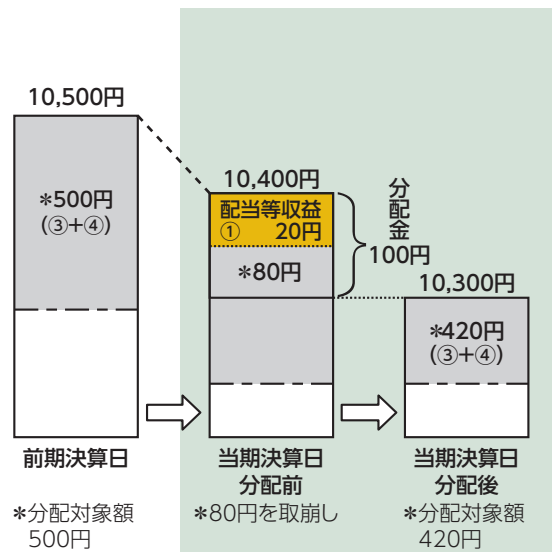 10,500円
*500円
(③+④)
前期決算日
*分配対象額
500円
10,400円
配当等収益
① 20円
*80円
分配金
100円
当期決算日
分配前
*80円を取崩し
10,300円
*420円
(③+④)
当期決算日
分配後
*分配対象額
420円